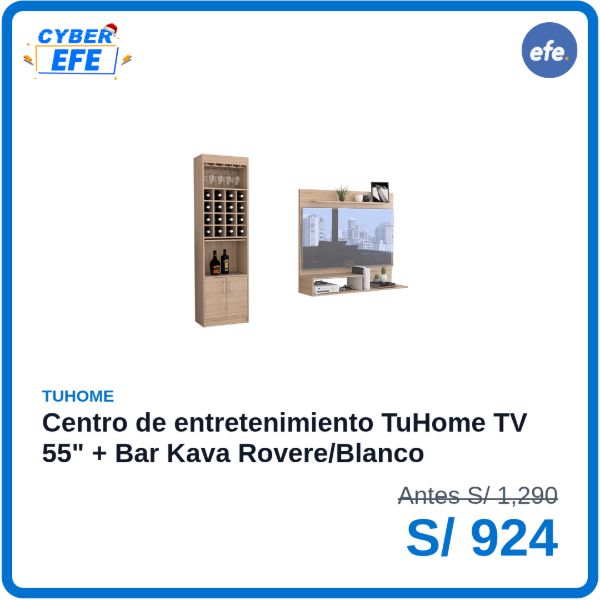 CYBER
EFE
efe.
TUHOME
Centro de entretenimiento TuHome TV
55" + Bar Kava Rovere/Blanco
Antes S/ 1,290
S/ 924